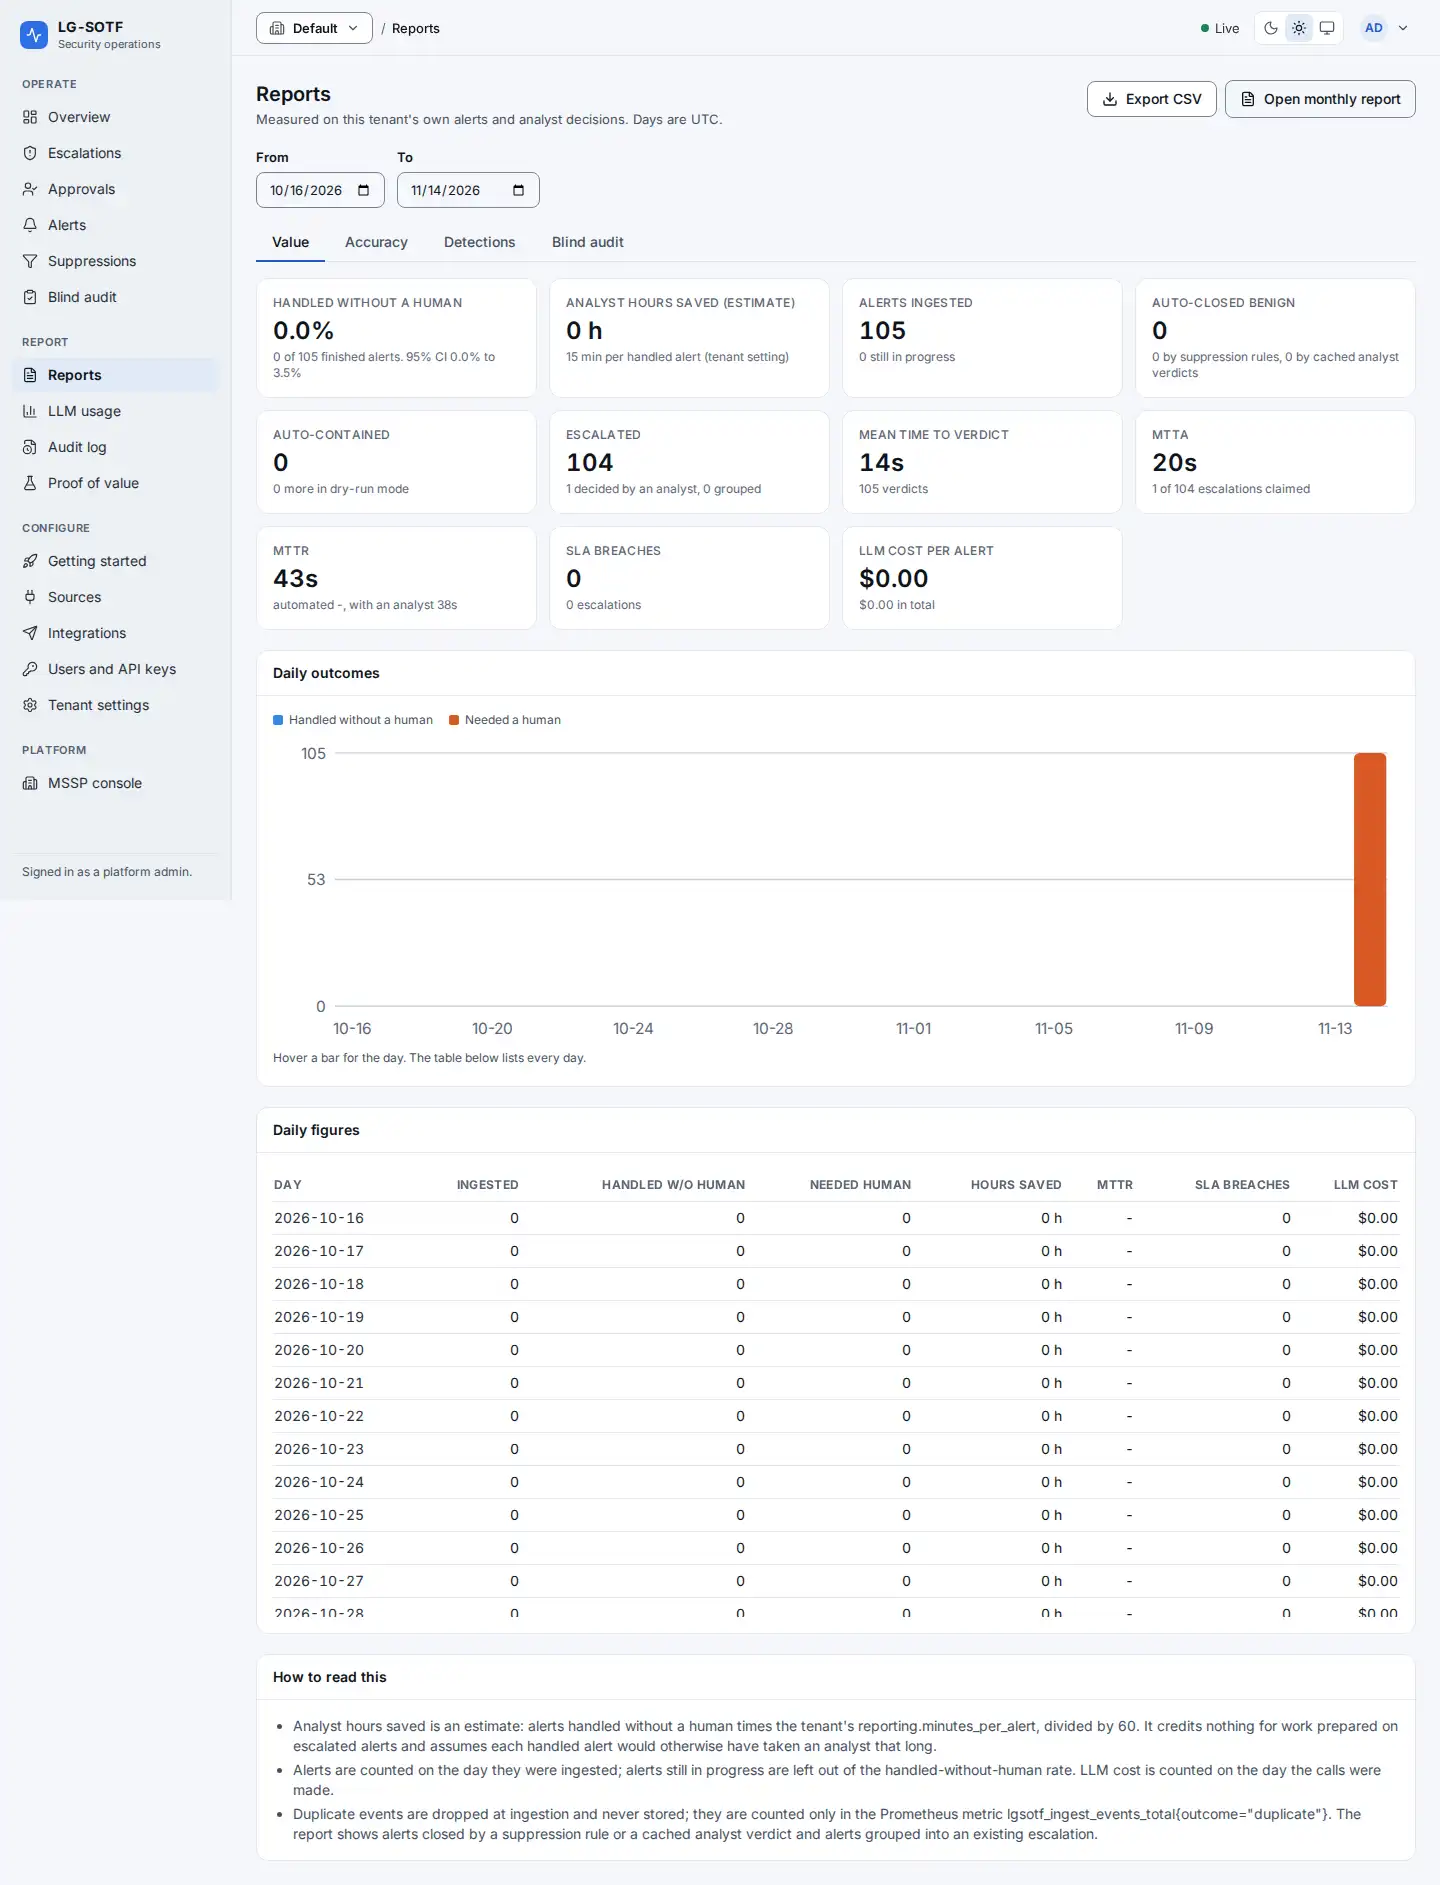 LG-SOTF
Security operations
OPERATE
Overview
Escalations
Approvals
Alerts
Suppressions
Blind audit
REPORT
Reports
LLM usage
Audit log
Proof of value
CONFIGURE
Getting started
Sources
Integrations
Users and API keys
Tenant settings
PLATFORM
MSSP console
Signed in as a platform admin.
Default / Reports
Live
AD
Reports
Measured on this tenant's own alerts and analyst decisions. Days are UTC.
Export CSV
Open monthly report
From To
10/16/2026 11/14/2026
Value Accuracy Detections Blind audit
HANDLED WITHOUT A HUMAN
0.0%
0 of 105 finished alerts. 95% CI 0.0% to
3.5%
ANALYST HOURS SAVED (ESTIMATE)
0 h
15 min per handled alert (tenant setting)
ALERTS INGESTED
105
0 still in progress
AUTO-CLOSED BENIGN
0
0 by suppression rules, 0 by cached analyst
verdicts
AUTO-CONTAINED
0
0 more in dry-run mode
ESCALATED
104
1 decided by an analyst, 0 grouped
MEAN TIME TO VERDICT
14s
105 verdicts
MTTA
20s
1 of 104 escalations claimed
MTTR
43s
automated -, with an analyst 38s
SLA BREACHES
0
0 escalations
LLM COST PER ALERT
$0.00
$0.00 in total
Daily outcomes
Handled without a human Needed a human
105
53
0
10-16 10-20 10-24 10-28 11-01 11-05 11-09 11-13
Hover a bar for the day. The table below lists every day.
Daily figures
DAY INGESTED HANDLED W/O HUMAN NEEDED HUMAN HOURS SAVED MTTR SLA BREACHES LLM COST
2026-10-16 0 0 0 0 h - 0 $0.00
2026-10-17 0 0 0 0 h - 0 $0.00
2026-10-18 0 0 0 0 h - 0 $0.00
2026-10-19 0 0 0 0 h - 0 $0.00
2026-10-20 0 0 0 0 h - 0 $0.00
2026-10-21 0 0 0 0 h - 0 $0.00
2026-10-22 0 0 0 0 h - 0 $0.00
2026-10-23 0 0 0 0 h - 0 $0.00
2026-10-24 0 0 0 0 h - 0 $0.00
2026-10-25 0 0 0 0 h - 0 $0.00
2026-10-26 0 0 0 0 h - 0 $0.00
2026-10-27 0 0 0 0 h - 0 $0.00
2026-10-28 0 0 0 0 h - 0 $0.00
How to read this
• Analyst hours saved is an estimate: alerts handled without a human times the tenant's reporting.minutes_per_alert, divided by 60. It credits nothing for work prepared on
escalated alerts and assumes each handled alert would otherwise have taken an analyst that long.
• Alerts are counted on the day they were ingested; alerts still in progress are left out of the handled-without-human rate. LLM cost is counted on the day the calls were
made.
• Duplicate events are dropped at ingestion and never stored; they are counted only in the Prometheus metric lgsotf_ingest_events_total{outcome="duplicate"}. The
report shows alerts closed by a suppression rule or a cached analyst verdict and alerts grouped into an existing escalation.